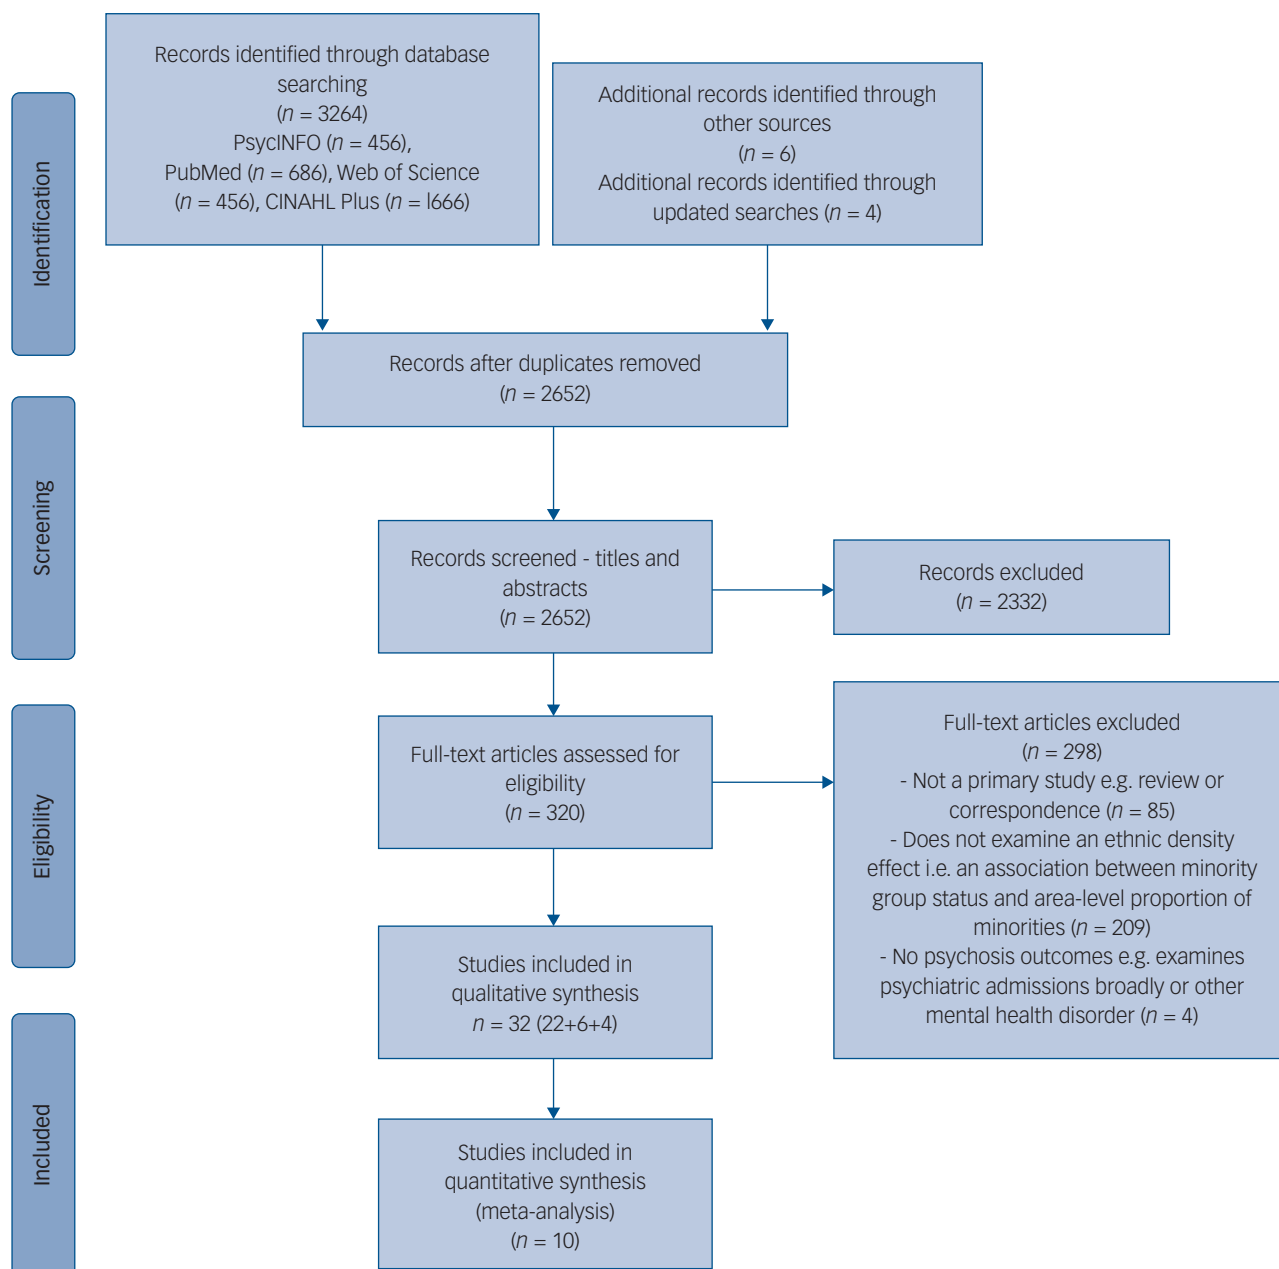 Identification
Records identified through database
searching
(n = 3264)
PsycINFO (n = 456),
PubMed (n = 686), Web of Science
(n = 456), CINAHL Plus (n = l666)
Additional records identified through
other sources
(n = 6)
Additional records identified through
updated searches (n = 4)
Records after duplicates removed
(n = 2652)
Screening
Records screened - titles and
abstracts
(n = 2652)
Records excluded
(n = 2332)
Eligibility
Full-text articles assessed for
eligibility
(n = 320)
Full-text articles excluded
(n = 298)
- Not a primary study e.g. review or
correspondence (n = 85)
- Does not examine an ethnic density
effect i.e. an association between minority
group status and area-level proportion of
minorities (n = 209)
- No psychosis outcomes e.g. examines
psychiatric admissions broadly or other
mental health disorder (n = 4)
Studies included in
qualitative synthesis
n = 32 (22+6+4)
Included
Studies included in
quantitative synthesis
(meta-analysis)
(n = 10)